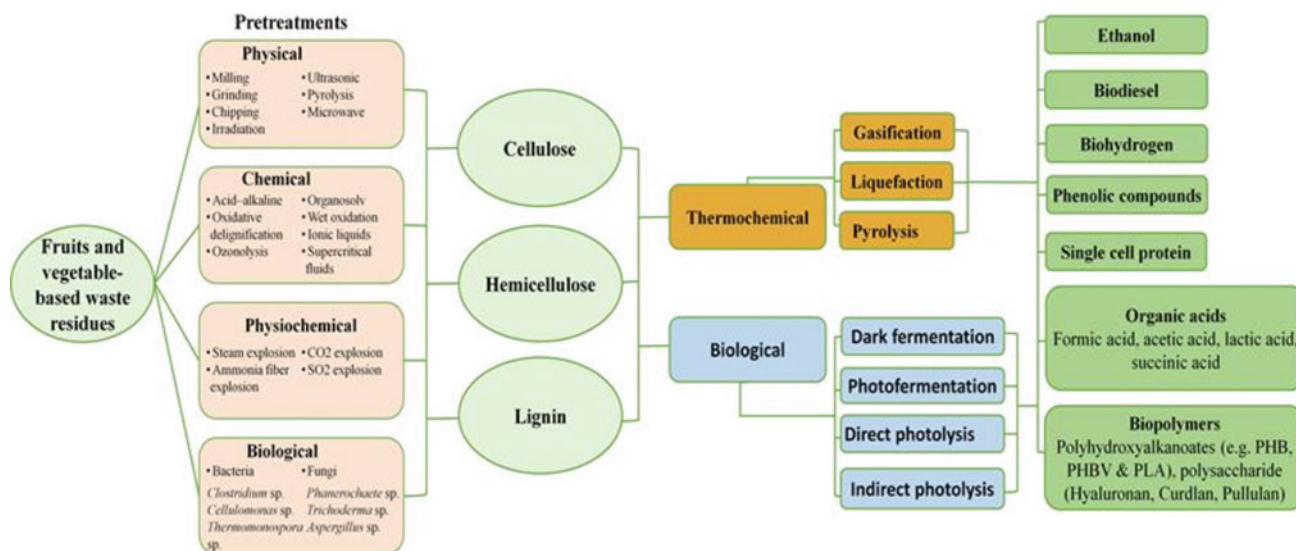 Pretreatments
Fruits and
vegetable-
based waste
residues
Physical
• Milling
• Grinding
• Chipping
• Irradiation
• Ultrasonic
• Pyrolysis
• Microwave
Chemical
• Acid–alkaline
• Oxidative
delignification
• Ozonolysis
• Organosolv
• Wet oxidation
• Ionic liquids
• Supercritical
fluids
Physiochemical
• Steam explosion
• Ammonia fiber
explosion
• CO2 explosion
• SO2 explosion
Biological
• Bacteria
Clostridium sp.
Cellulomonas sp.
Thermomonospora
sp.
• Fungi
Phanerochaete sp.
Trichoderma sp.
Aspergillus sp.
Cellulose
Hemicellulose
Lignin
Thermochemical
Gasification
Liquefaction
Pyrolysis
Biological
Dark fermentation
Photofermentation
Direct photolysis
Indirect photolysis
Ethanol
Biodiesel
Biohydrogen
Phenolic compounds
Single cell protein
Organic acids
Formic acid, acetic acid, lactic acid,
succinic acid
Biopolymers
Polyhydroxyalkanoates (e.g. PHB,
PHBV & PLA), polysaccharide
(Hyaluronan, Curdlan, Pullulan)